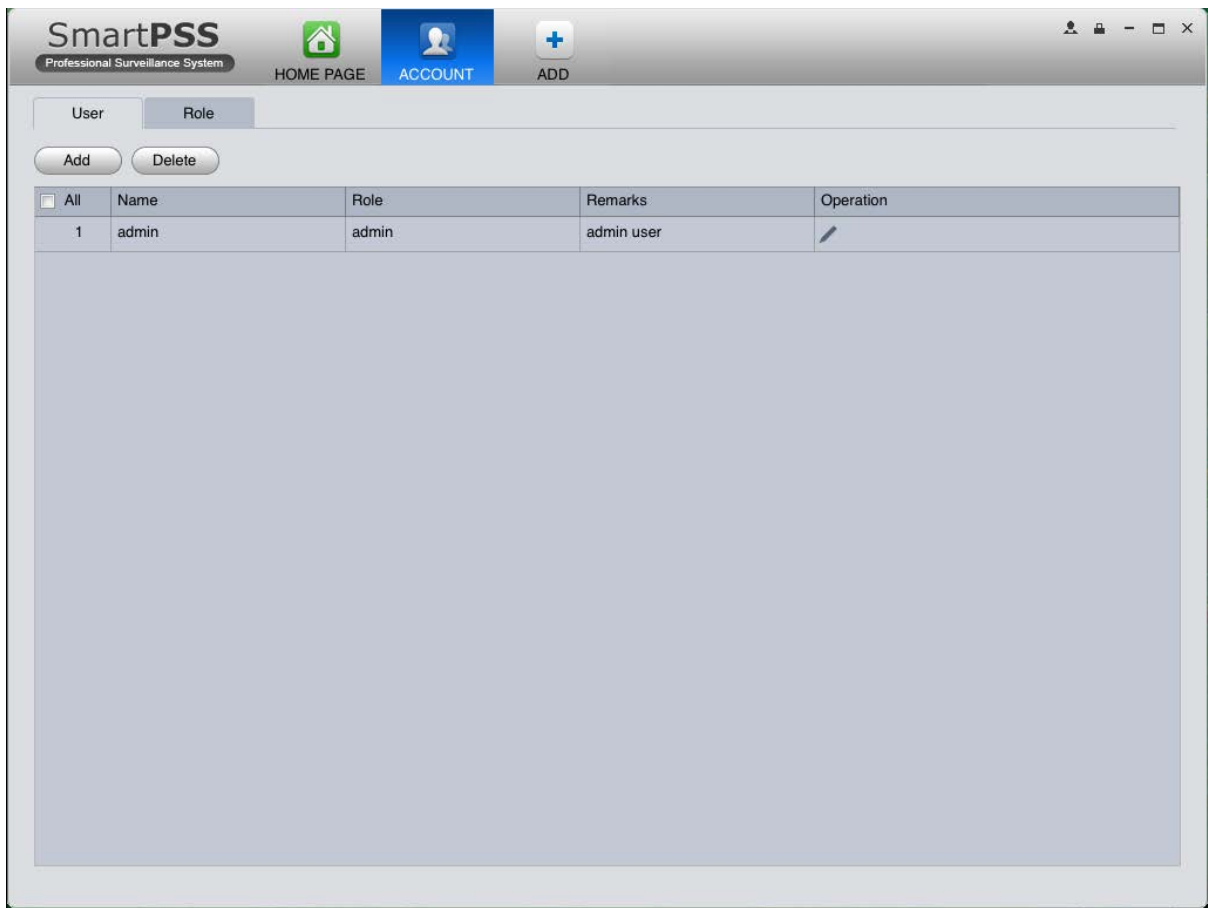 SmartPSS
Professional Surveillance System
HOME PAGE
ACCOUNT
ADD
User
Role
Add
Delete
All Name Role Remarks Operation
1 admin admin admin user